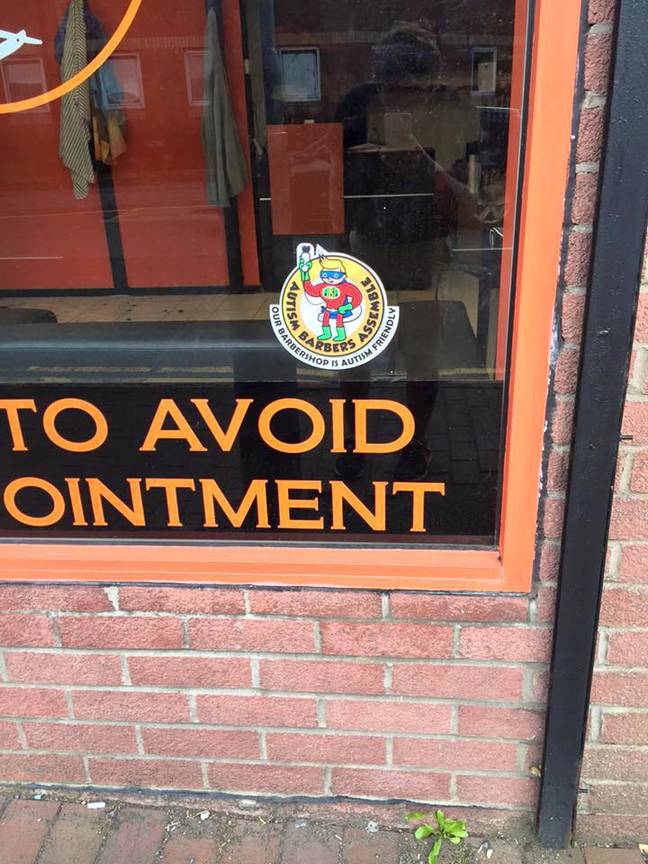 AUTISM BARBERS ASSEMBLE
OUR BARBERSHOP IS AUTISM FRIENDLY
TO AVOID
OINTMENT